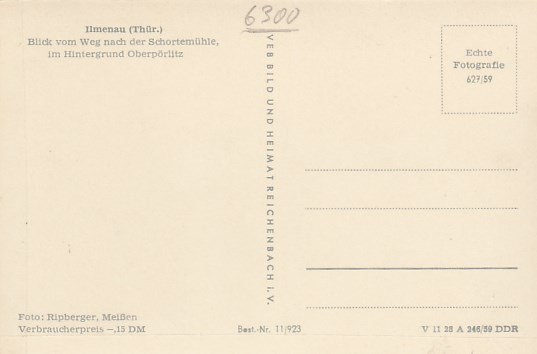 6300
Ilmenau (Thür.)
Blick vom Weg nach der Schortemühle,
im Hintergrund Oberpörlitz
VEB BILD UND HEIMAT REICHENBACH I. V.
Echte
Fotografie
627/59
Foto: Ripberger, Meißen
Verbraucherpreis –,15 DM
Best.-Nr. 11/923
V 11 28 A 246/59 DDR